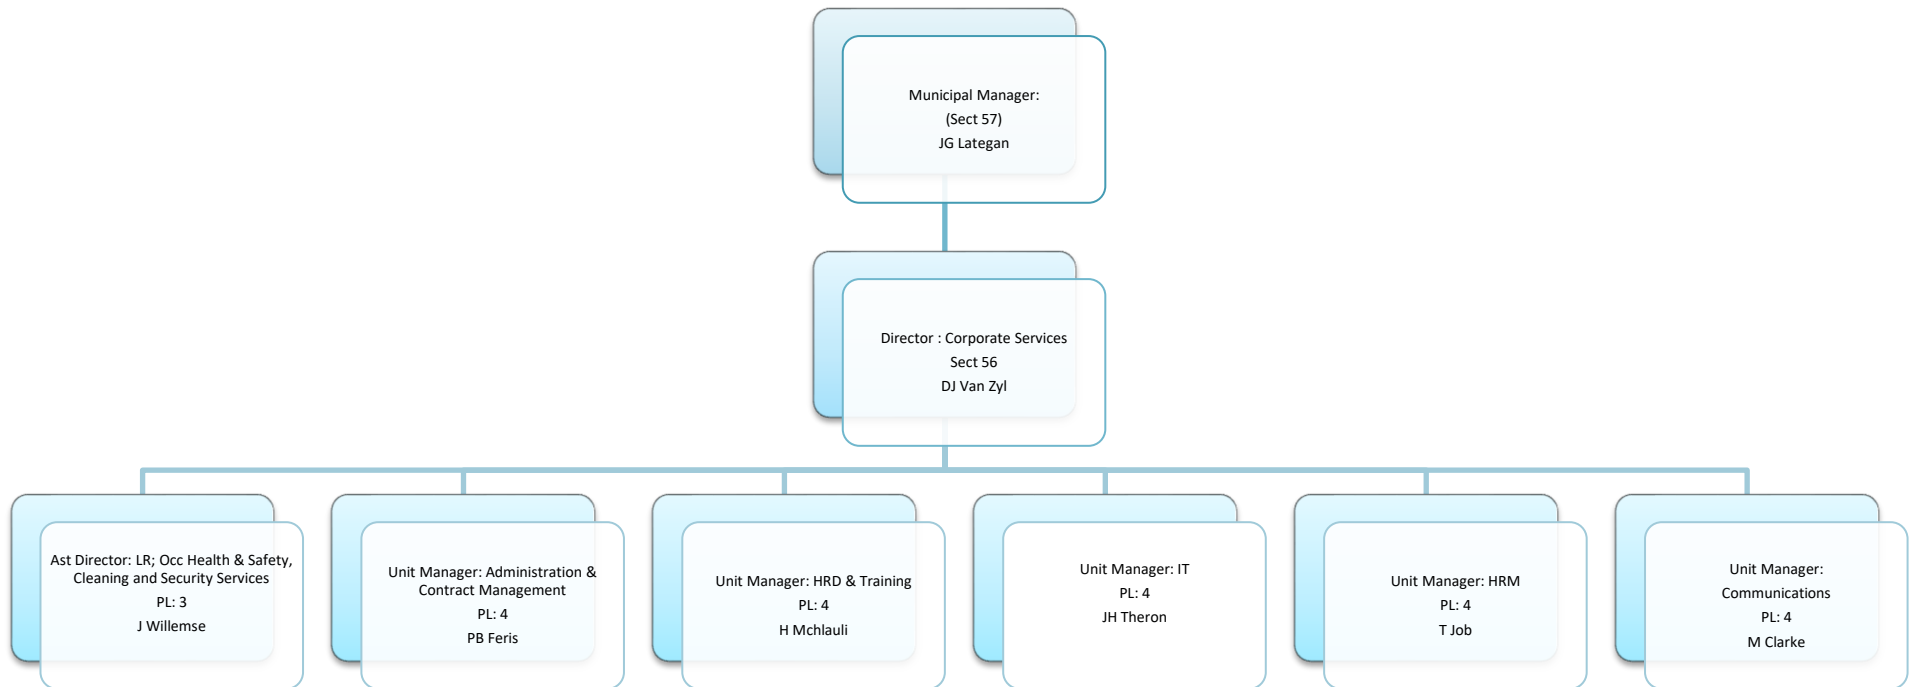 Municipal Manager:
(Sect 57)
JG Lategan
Director : Corporate Services
Sect 56
DJ Van Zyl
Ast Director: LR; Occ Health & Safety,
Cleaning and Security Services
PL: 3
J Willemse
Unit Manager: Administration &
Contract Management
PL: 4
PB Feris
Unit Manager: HRD & Training
PL: 4
H Mchlauli
Unit Manager: IT
PL: 4
JH Theron
Unit Manager: HRM
PL: 4
T Job
Unit Manager:
Communications
PL: 4
M Clarke